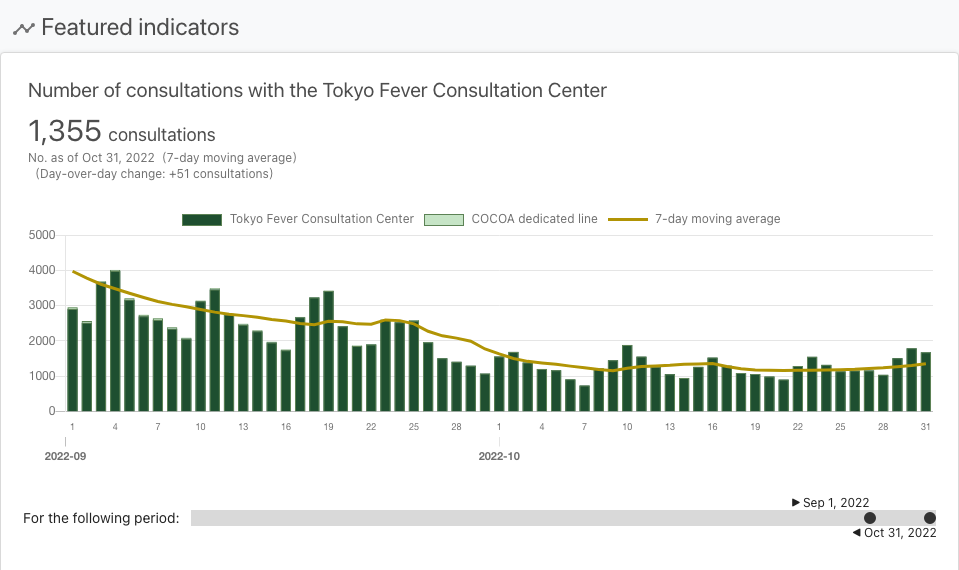 Featured indicators
Number of consultations with the Tokyo Fever Consultation Center
1,355 consultations
No. as of Oct 31, 2022 (7-day moving average)
(Day-over-day change: +51 consultations)
Tokyo Fever Consultation Center COCOA dedicated line 7-day moving average
5000
4000
3000
2000
1000
0
1 4 7 10 13 16 19 22 25 28 1 4 7 10 13 16 19 22 25 28 31
2022-09 2022-10
▶ Sep 1, 2022
For the following period:
◀ Oct 31, 2022